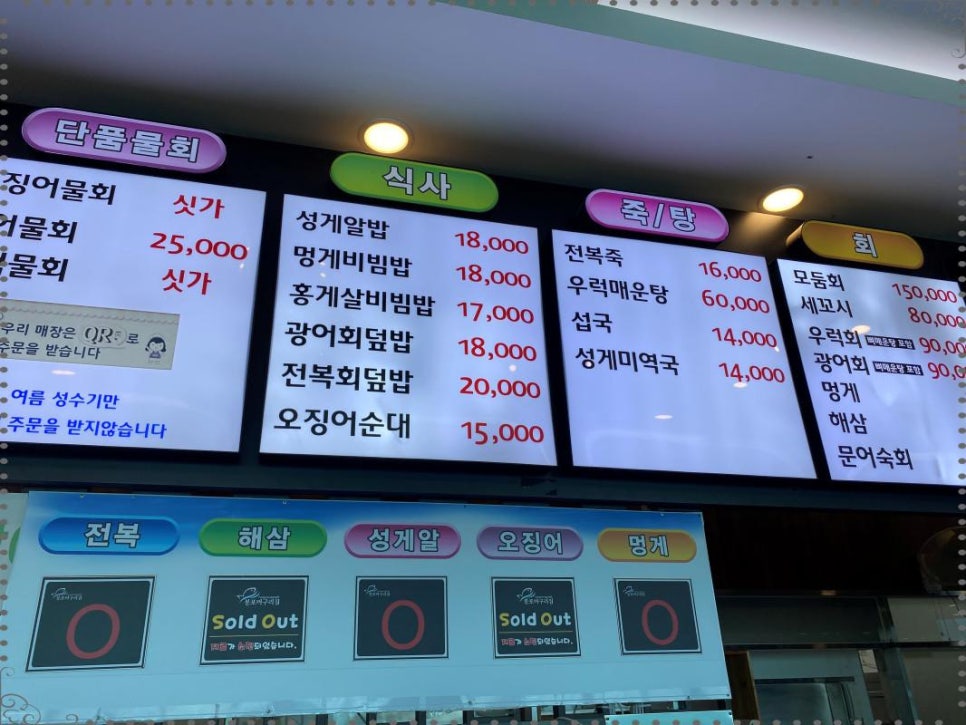 단품물회
징어물회 싯가
어물회 25,000
물회 싯가
우리 매장은 QR로
주문을 받습니다
여름 성수기만
주문을 받지않습니다
식사
성게알밥 18,000
멍게비빔밥 18,000
홍게살비빔밥 17,000
광어회덮밥 18,000
전복회덮밥 20,000
오징어순대 15,000
죽/탕
전복죽 16,000
우럭매운탕 60,000
섭국 14,000
성게미역국 14,000
회
모둠회 150,000
세꼬시 80,000
우럭회 뼈매운탕 포함 90,00
광어회 뼈매운탕 포함 90,0
멍게
해삼
문어숙회
전복
해삼
성게알
오징어
멍게
O
Sold Out
O
Sold Out
O